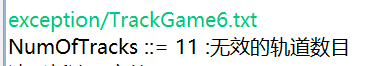 exception/TrackGame6.txt
NumOfTracks ::= 11 :无效的轨道数目